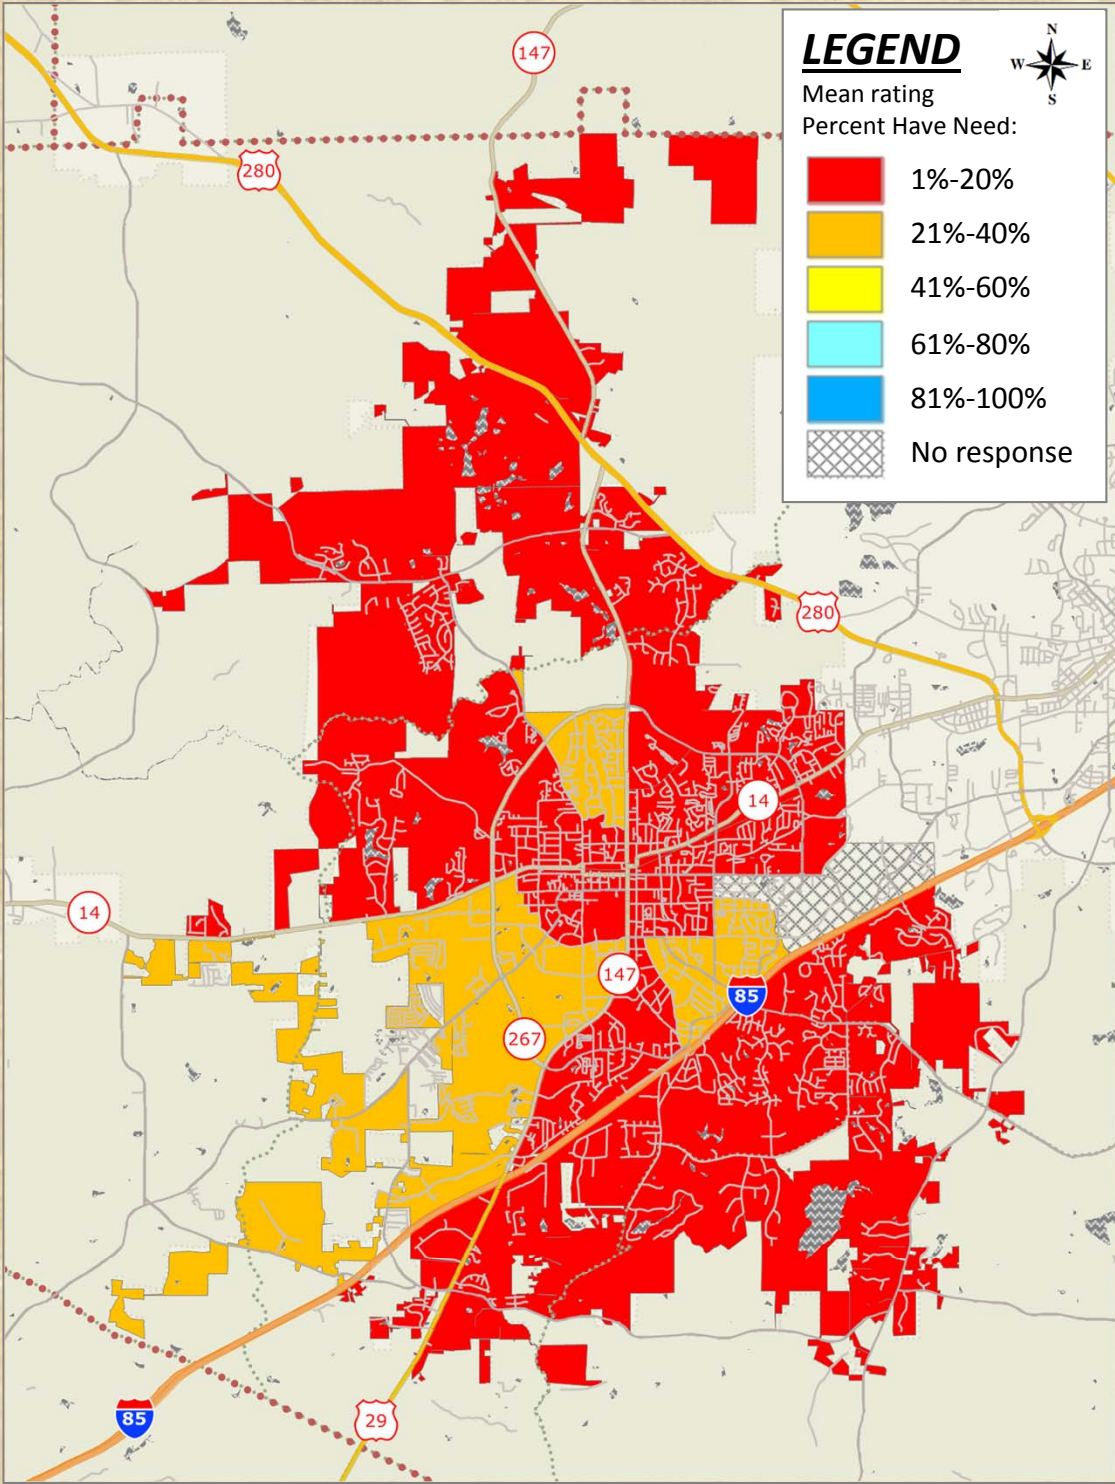 LEGEND
N
W E
S
Mean rating
Percent Have Need:
1%-20%
21%-40%
41%-60%
61%-80%
81%-100%
No response
147
280
280
14
14
147
85
267
85
29